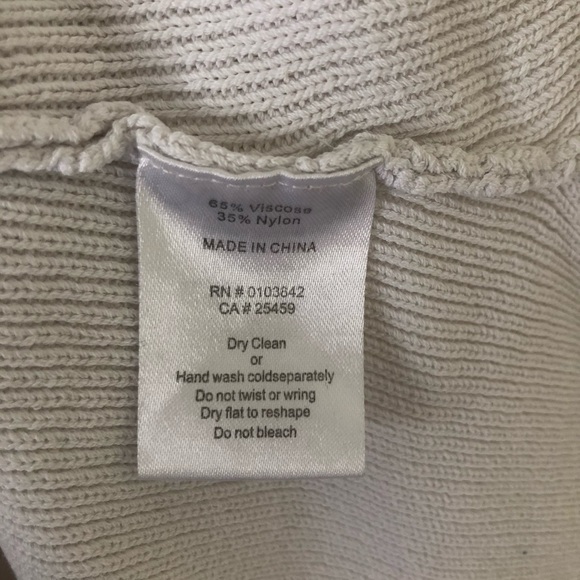 65% Viscose
35% Nylon
MADE IN CHINA
RN # 0103842
CA # 25459
Dry Clean
or
Hand wash coldseparately
Do not twist or wring
Dry flat to reshape
Do not bleach